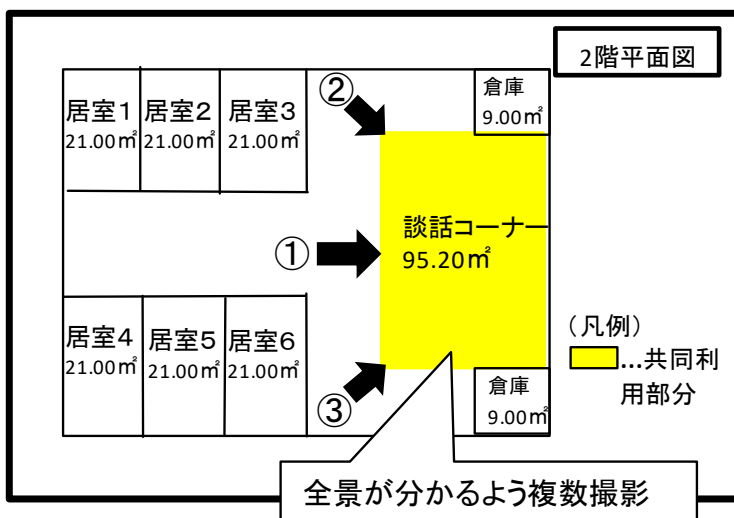 2階平面図
居室1
21.00㎡
居室2
21.00㎡
居室3
21.00㎡
②
倉庫
9.00㎡
①
談話コーナー
95.20㎡
居室4
21.00㎡
居室5
21.00㎡
居室6
21.00㎡
③
倉庫
9.00㎡
（凡例）
…共同利
用部分
全景が分かるよう複数撮影